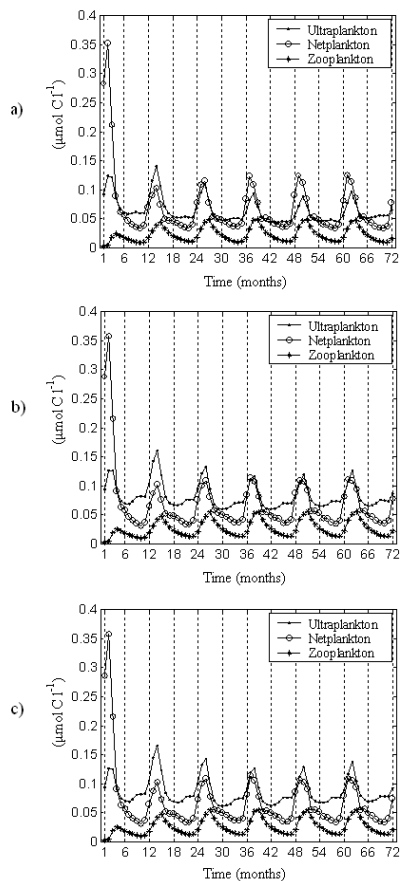 a)
(μmol C l⁻¹)
0.4
0.35
0.3
0.25
0.2
0.15
0.1
0.05
0
Ultraplankton
Netplankton
Zooplankton
1 6 12 18 24 30 36 42 48 54 60 66 72
Time (months)
b)
(μmol C l⁻¹)
0.4
0.35
0.3
0.25
0.2
0.15
0.1
0.05
0
Ultraplankton
Netplankton
Zooplankton
1 6 12 18 24 30 36 42 48 54 60 66 72
Time (months)
c)
(μmol C l⁻¹)
0.4
0.35
0.3
0.25
0.2
0.15
0.1
0.05
0
Ultraplankton
Netplankton
Zooplankton
1 6 12 18 24 30 36 42 48 54 60 66 72
Time (months)